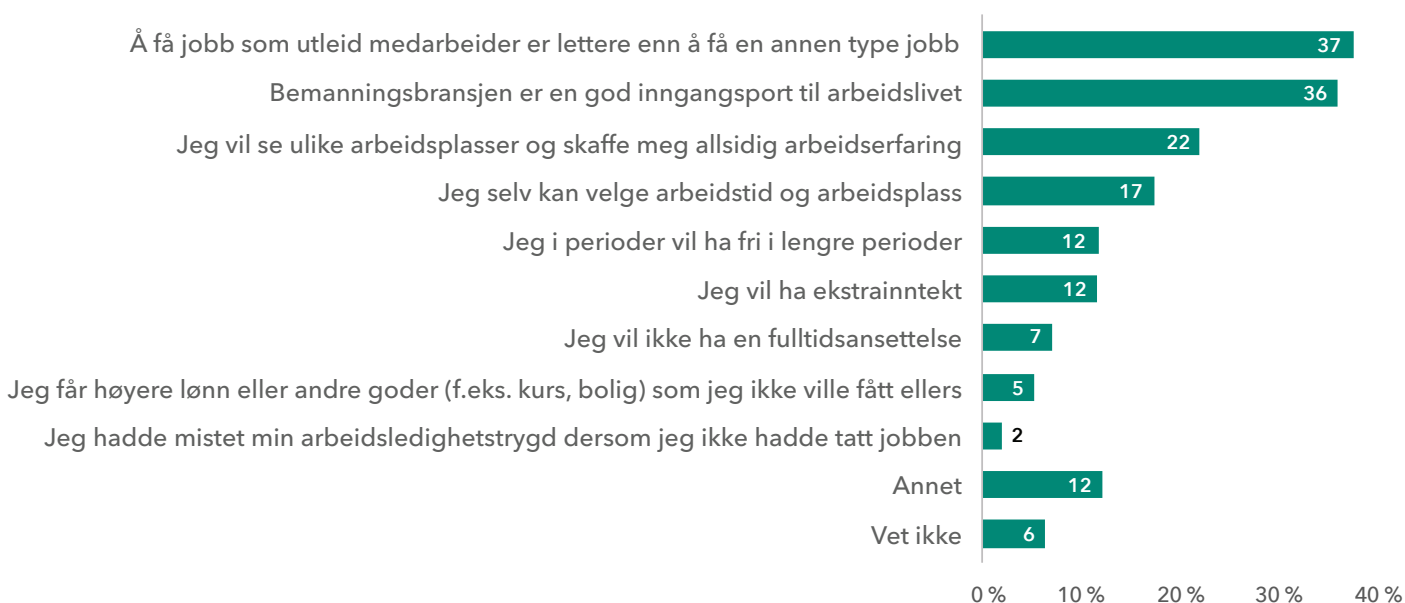 Å få jobb som utleid medarbeider er lettere enn å få en annen type jobb 37
Bemanningsbransjen er en god inngangsport til arbeidslivet 36
Jeg vil se ulike arbeidsplasser og skaffe meg allsidig arbeidserfaring 22
Jeg selv kan velge arbeidstid og arbeidsplass 17
Jeg i perioder vil ha fri i lengre perioder 12
Jeg vil ha ekstrainntekt 12
Jeg vil ikke ha en fulltidsansettelse 7
Jeg får høyere lønn eller andre goder (f.eks. kurs, bolig) som jeg ikke ville fått ellers 5
Jeg hadde mistet min arbeidsledighetstrygd dersom jeg ikke hadde tatt jobben 2
Annet 12
Vet ikke 6
0 % 10 % 20 % 30 % 40 %